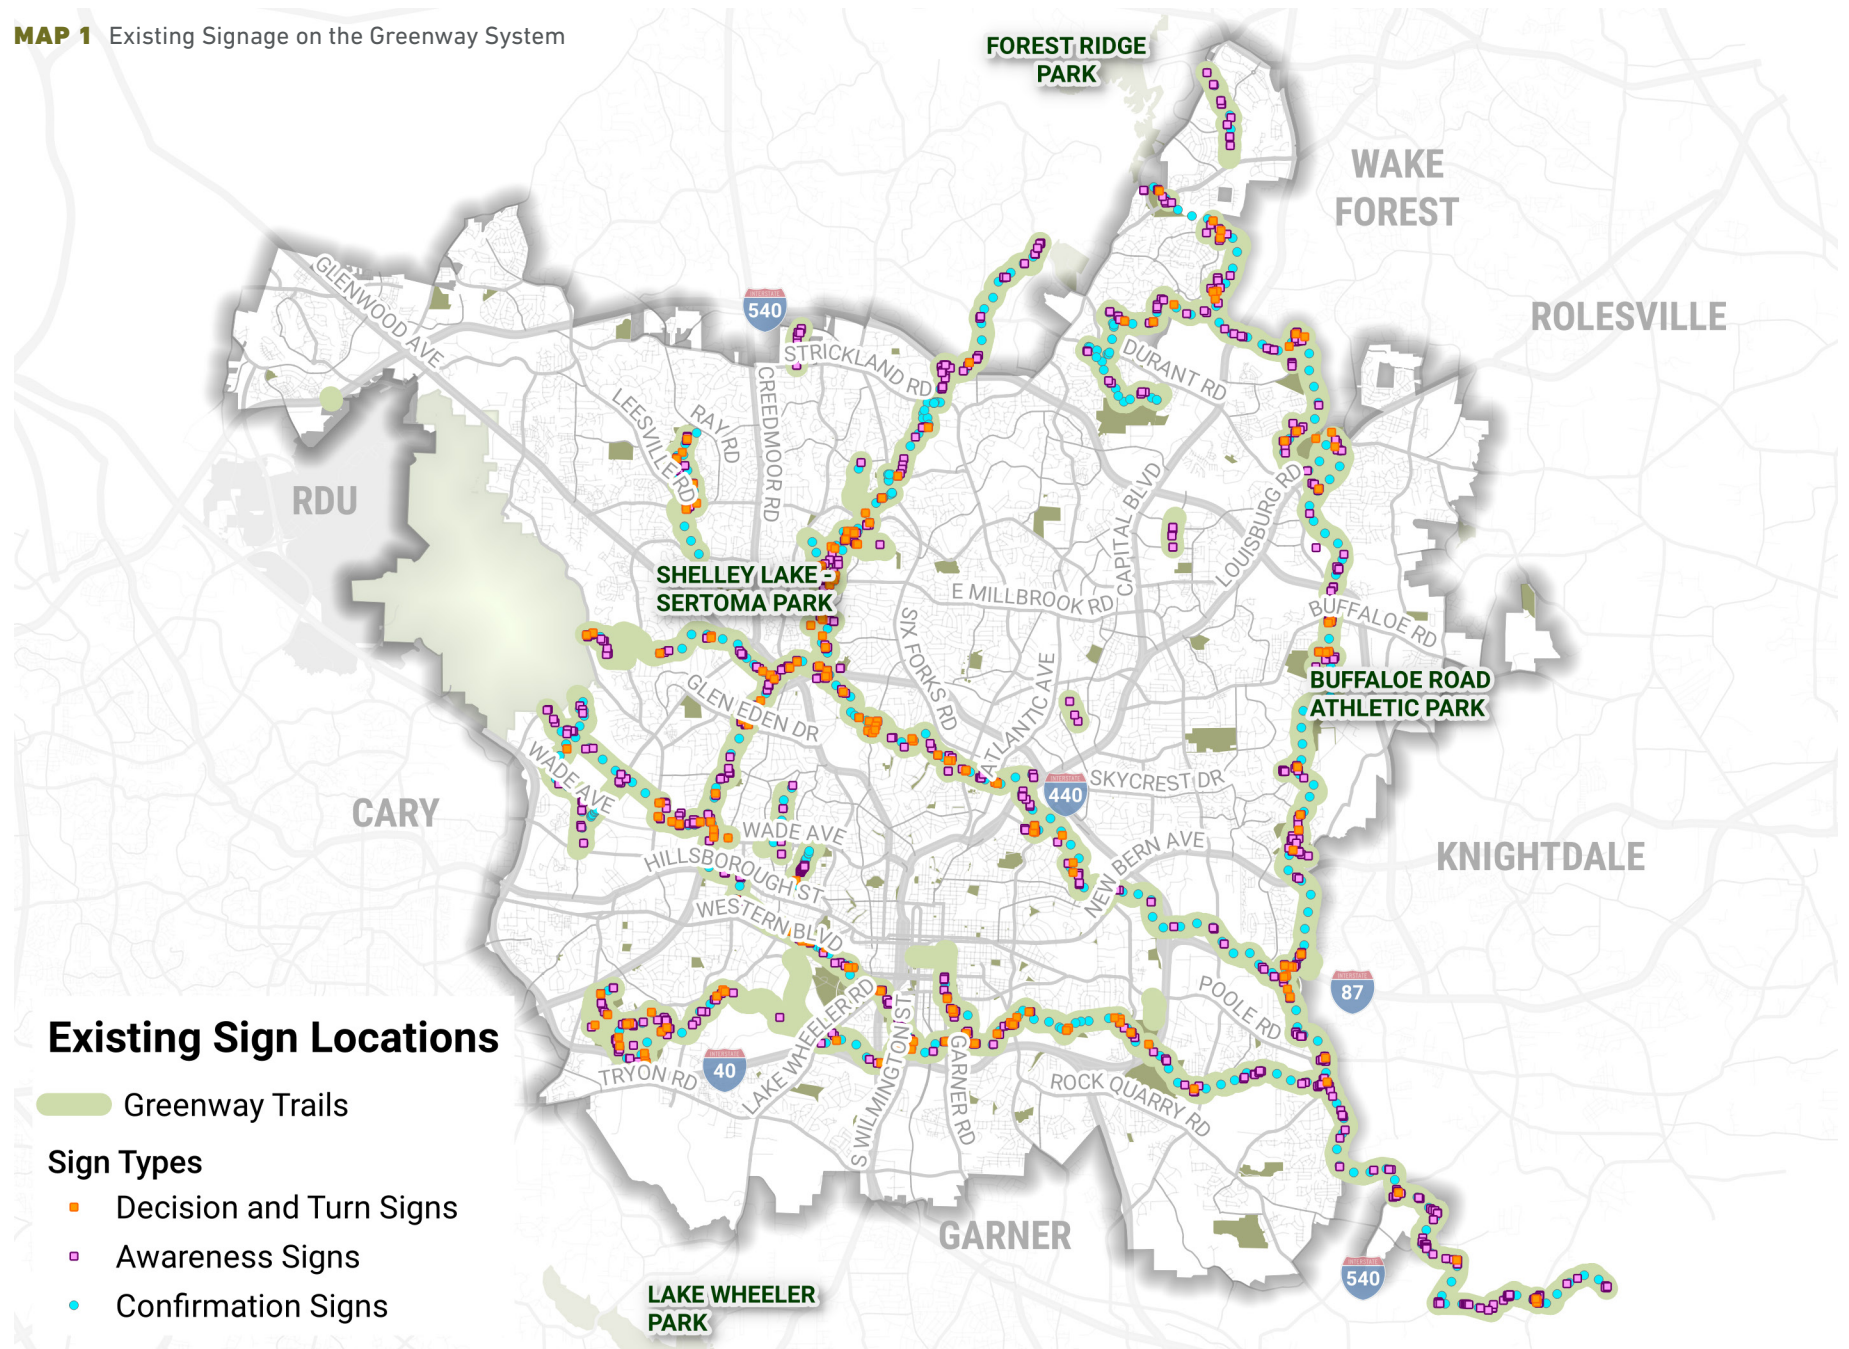 MAP 1 Existing Signage on the Greenway System
FOREST RIDGE
PARK
WAKE
FOREST
ROLESVILLE
GLENWOOD AVE
INTERSTATE
540
STRICKLAND RD
DURANT RD
LEESVILLE RD
RAY RD
CREEDMOOR RD
RDU
CAPITAL BLVD
LOUISBURG RD
SHELLEY LAKE -
SERTOMA PARK
E MILLBROOK RD
BUFFALOE RD
SIX FORKS RD
BUFFALOE ROAD
ATHLETIC PARK
GLEN EDEN DR
ATLANTIC AVE
WADE AVE
SKYCREST DR
INTERSTATE
440
CARY
WADE AVE
HILLSBOROUGH ST
NEW BERN AVE
KNIGHTDALE
WESTERN BLVD
POOLE RD
INTERSTATE
87
LAKE WHEELER RD
S WILMINGTON ST
GARNER RD
TRYON RD
INTERSTATE
40
ROCK QUARRY RD
GARNER
INTERSTATE
540
LAKE WHEELER
PARK
Existing Sign Locations
Greenway Trails
Sign Types
Decision and Turn Signs
Awareness Signs
Confirmation Signs